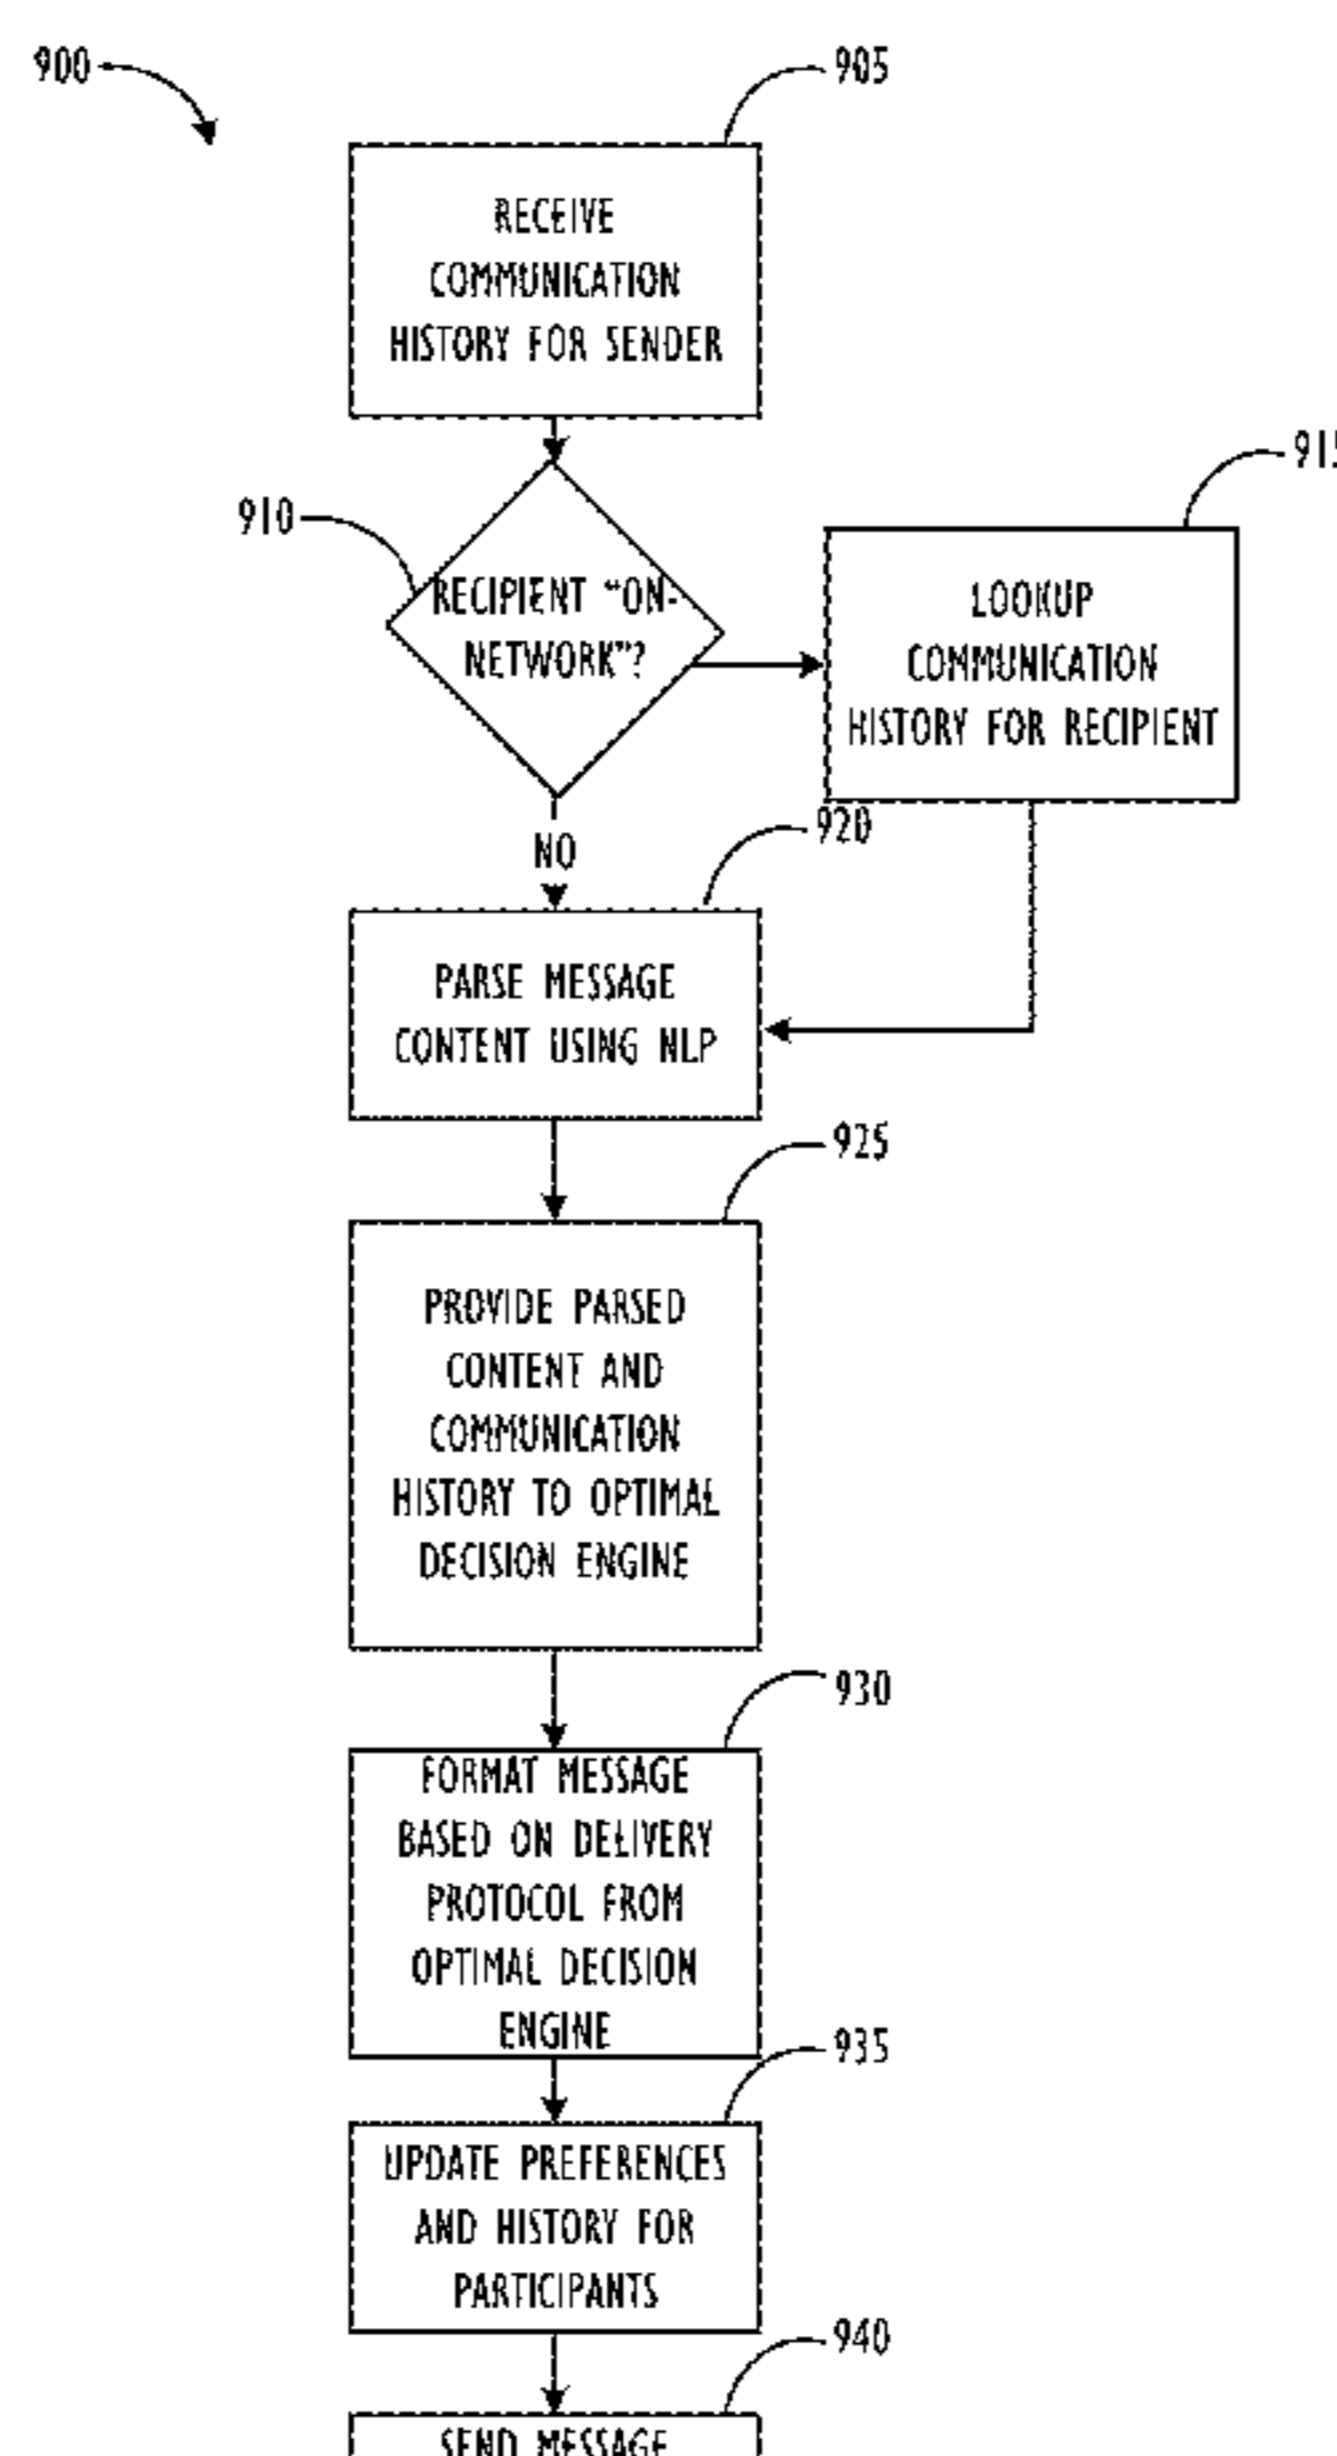 900
905
RECEIVE
COMMUNICATION
HISTORY FOR SENDER
910
915
RECIPIENT “ON-
NETWORK”?
LOOKUP
COMMUNICATION
HISTORY FOR RECIPIENT
NO
920
PARSE MESSAGE
CONTENT USING NLP
925
PROVIDE PARSED
CONTENT AND
COMMUNICATION
HISTORY TO OPTIMAL
DECISION ENGINE
930
FORMAT MESSAGE
BASED ON DELIVERY
PROTOCOL FROM
OPTIMAL DECISION
ENGINE
935
UPDATE PREFERENCES
AND HISTORY FOR
PARTICIPANTS
940
SEND MESSAGE